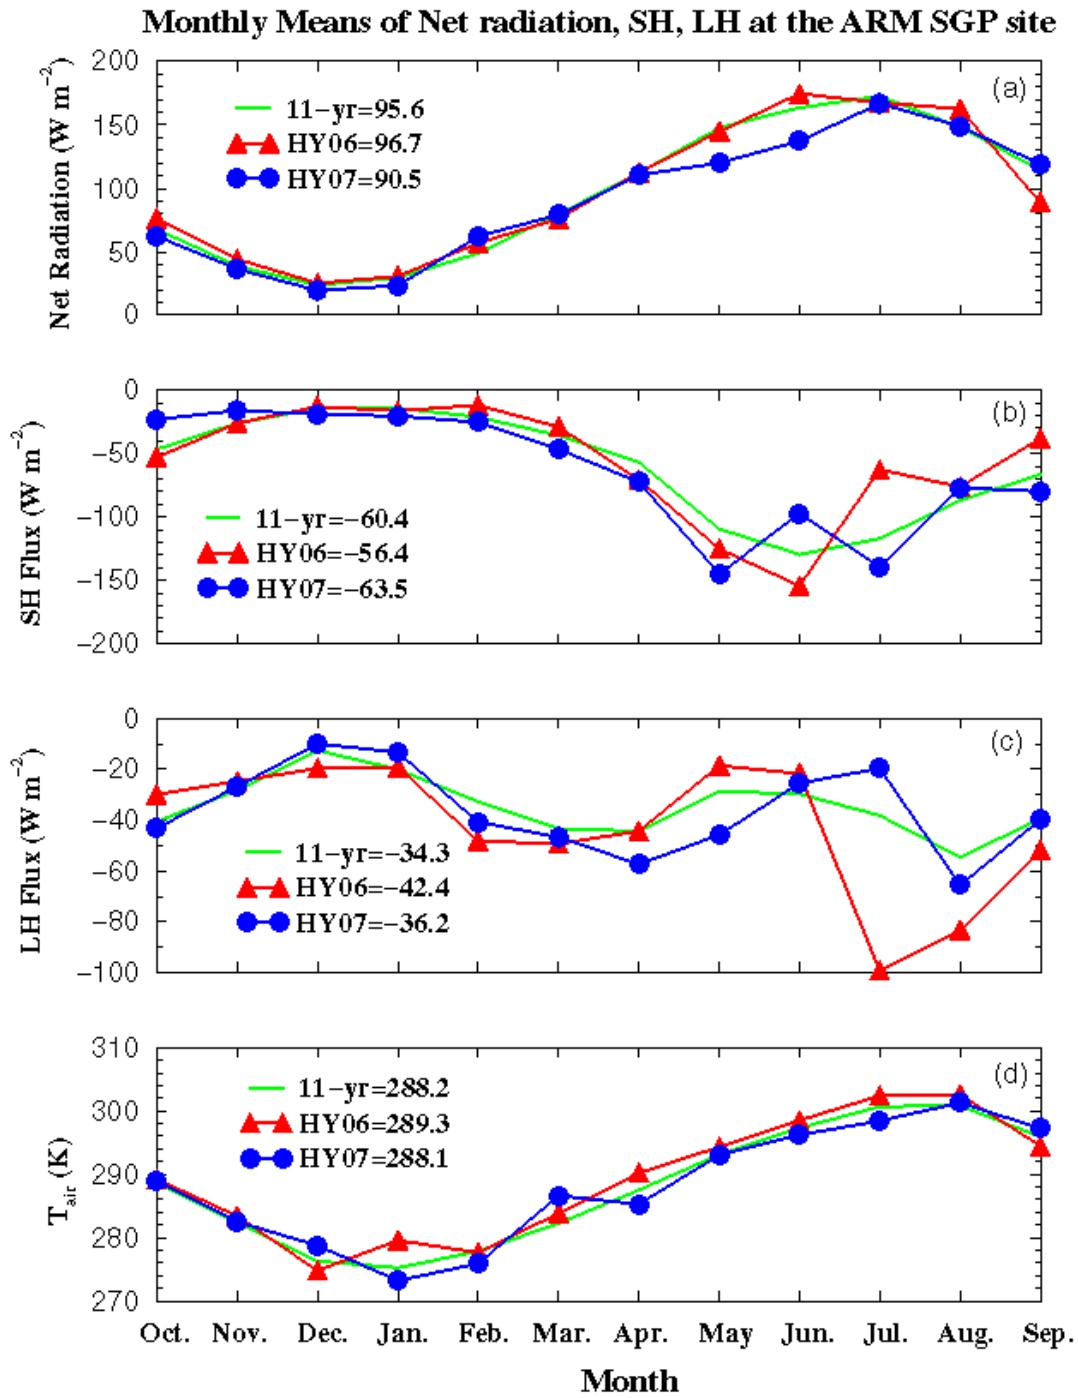 Monthly Means of Net radiation, SH, LH at the ARM SGP site
Net Radiation (W m−2)
200
150
100
50
0
(a)
11−yr=95.6
HY06=96.7
HY07=90.5
SH Flux (W m−2)
0
−50
−100
−150
−200
(b)
11−yr=−60.4
HY06=−56.4
HY07=−63.5
LH Flux (W m−2)
0
−20
−40
−60
−80
−100
(c)
11−yr=−34.3
HY06=−42.4
HY07=−36.2
Tair (K)
310
300
290
280
270
(d)
11−yr=288.2
HY06=289.3
HY07=288.1
Oct. Nov. Dec. Jan. Feb. Mar. Apr. May Jun. Jul. Aug. Sep.
Month